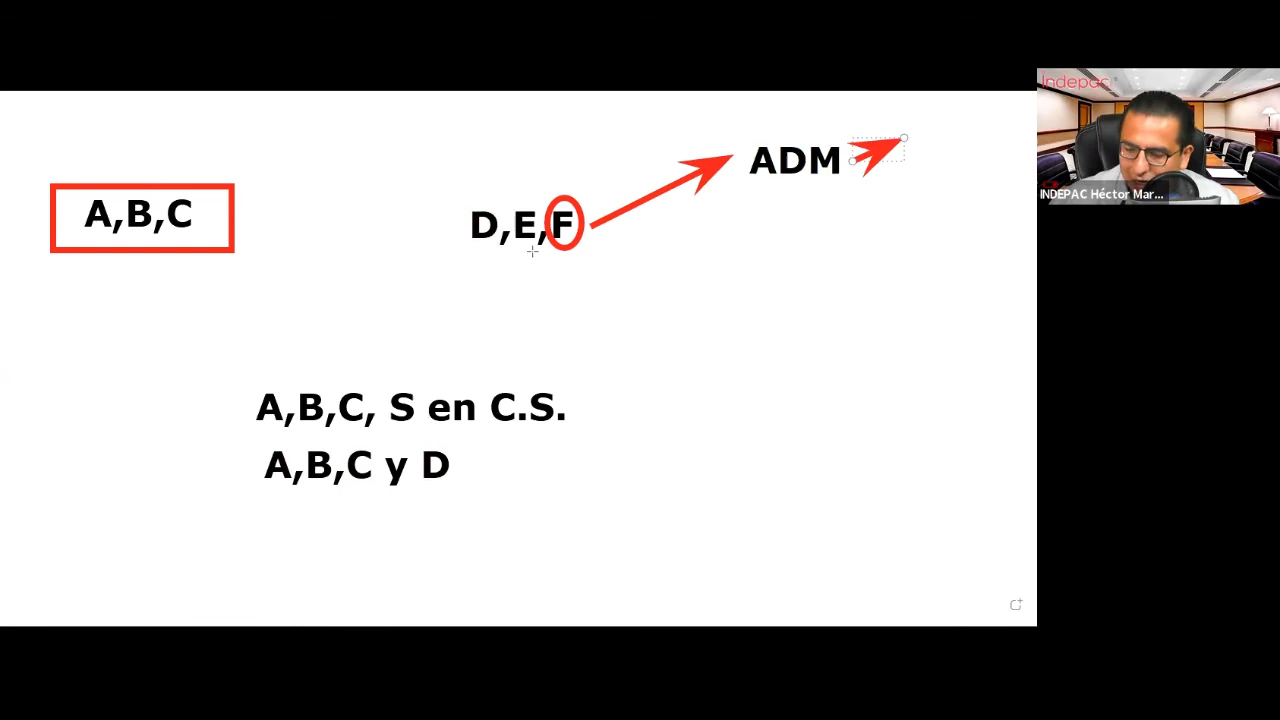 A,B,C
D,E,F
ADM
A,B,C, S en C.S.
A,B,C y D
Indepac
INDEPAC Héctor Mar...